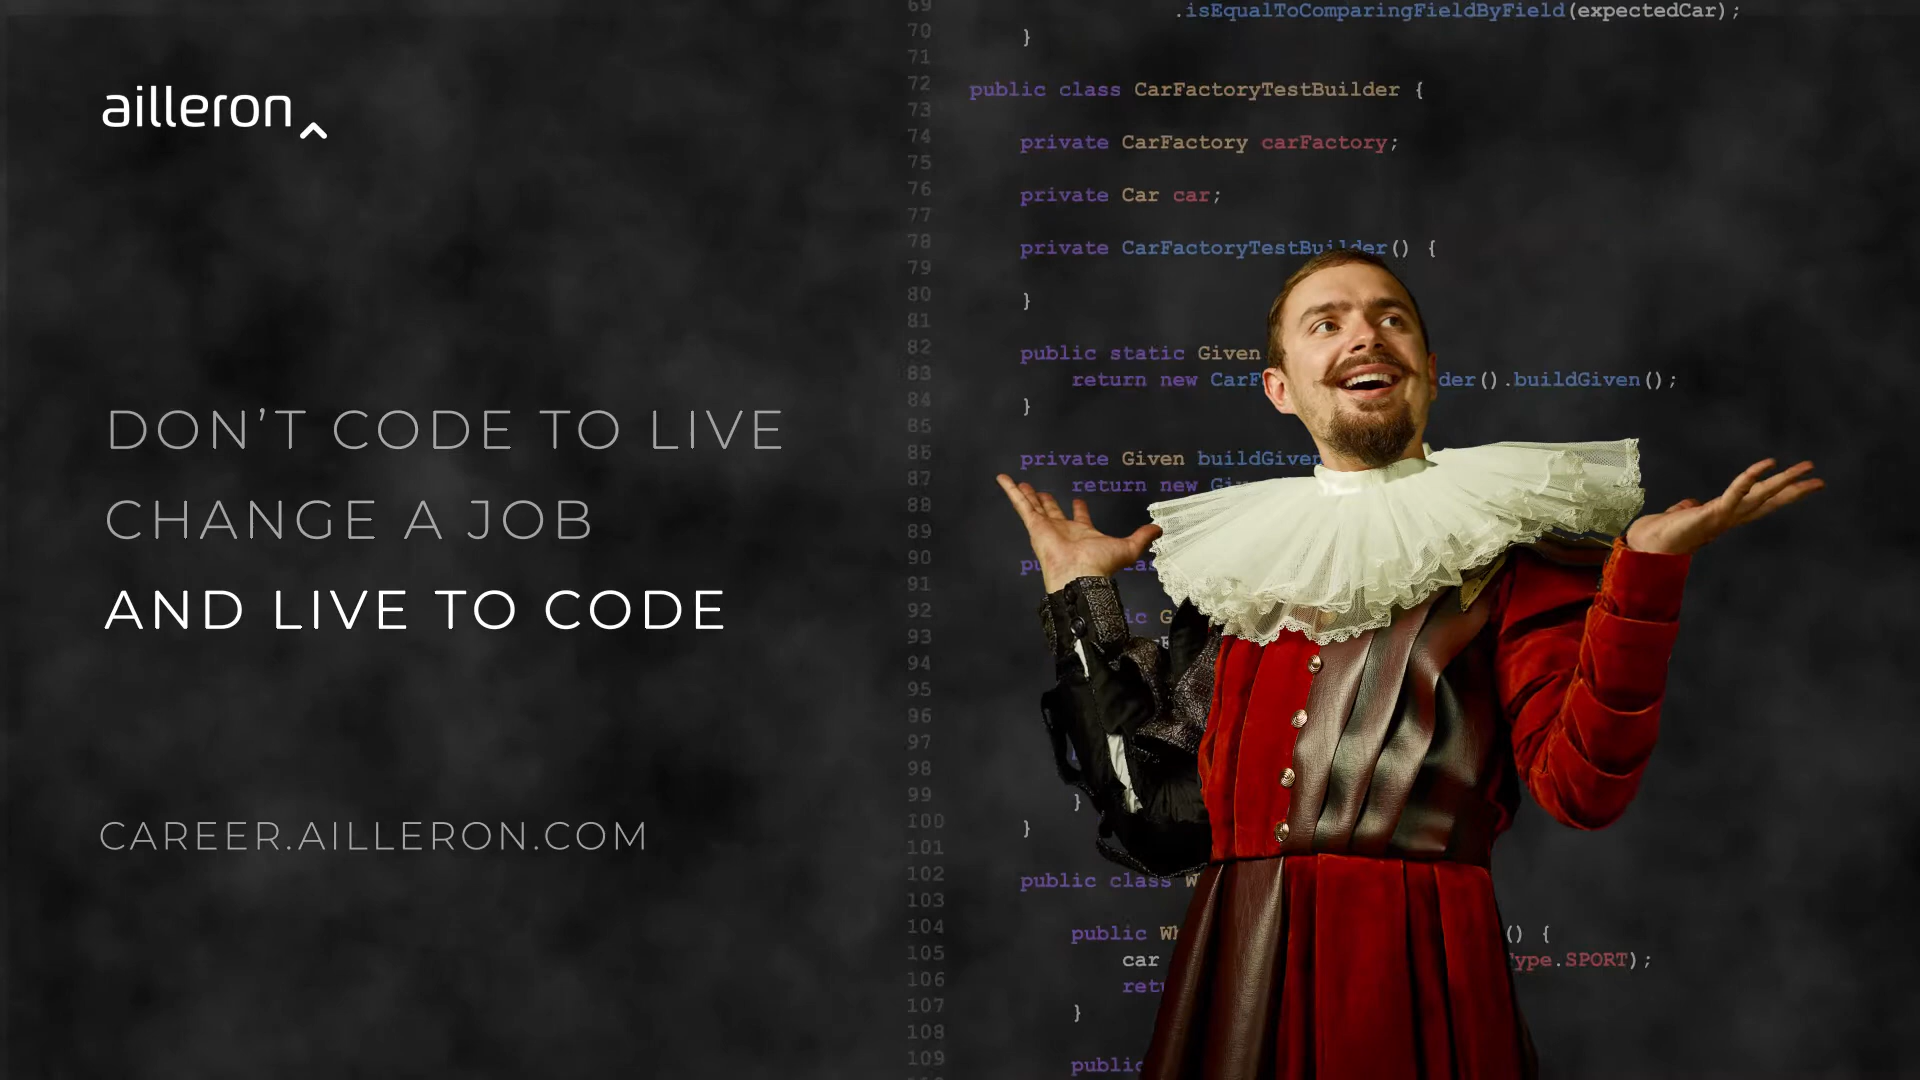 ailleron
DON'T CODE TO LIVE
CHANGE A JOB
AND LIVE TO CODE
CAREER.AILLERON.COM
69 .isEqualToComparingFieldByField(expectedCar);
70 }
71
72 public class CarFactoryTestBuilder {
73
74 private CarFactory carFactory;
75
76 private Car car;
77
78 private CarFactoryTestBuilder() {
79
80 }
81
82 public static Given
83 return new CarF der().buildGiven();
84 }
85
86 private Given buildGiven
87 return new
88
89
90
91
92
93
94
95
96
97
98
99 }
100 }
101
102 public class
103
104 public () {
105 car .SPORT);
106
107 }
108
109 public